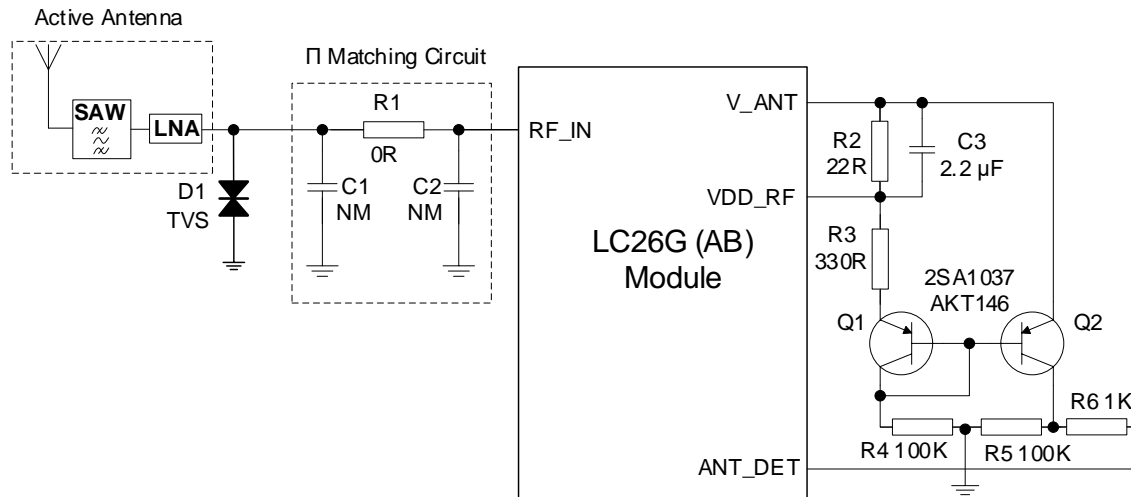 Active Antenna
SAW
LNA
D1
TVS
Π Matching Circuit
R1
0R
C1
NM
C2
NM
RF_IN
LC26G (AB)
Module
V_ANT
VDD_RF
ANT_DET
R2
22R
C3
2.2 µF
R3
330R
2SA1037
AKT146
Q1
Q2
R4 100K
R5 100K
R6 1K